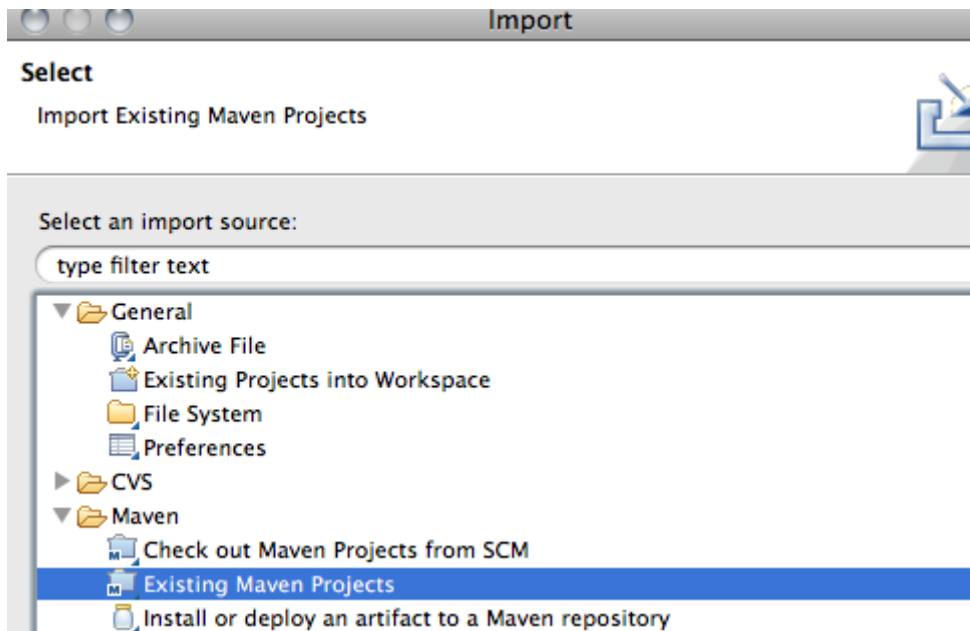 Import
Select
Import Existing Maven Projects
Select an import source:
type filter text
General
Archive File
Existing Projects into Workspace
File System
Preferences
CVS
Maven
Check out Maven Projects from SCM
Existing Maven Projects
Install or deploy an artifact to a Maven repository